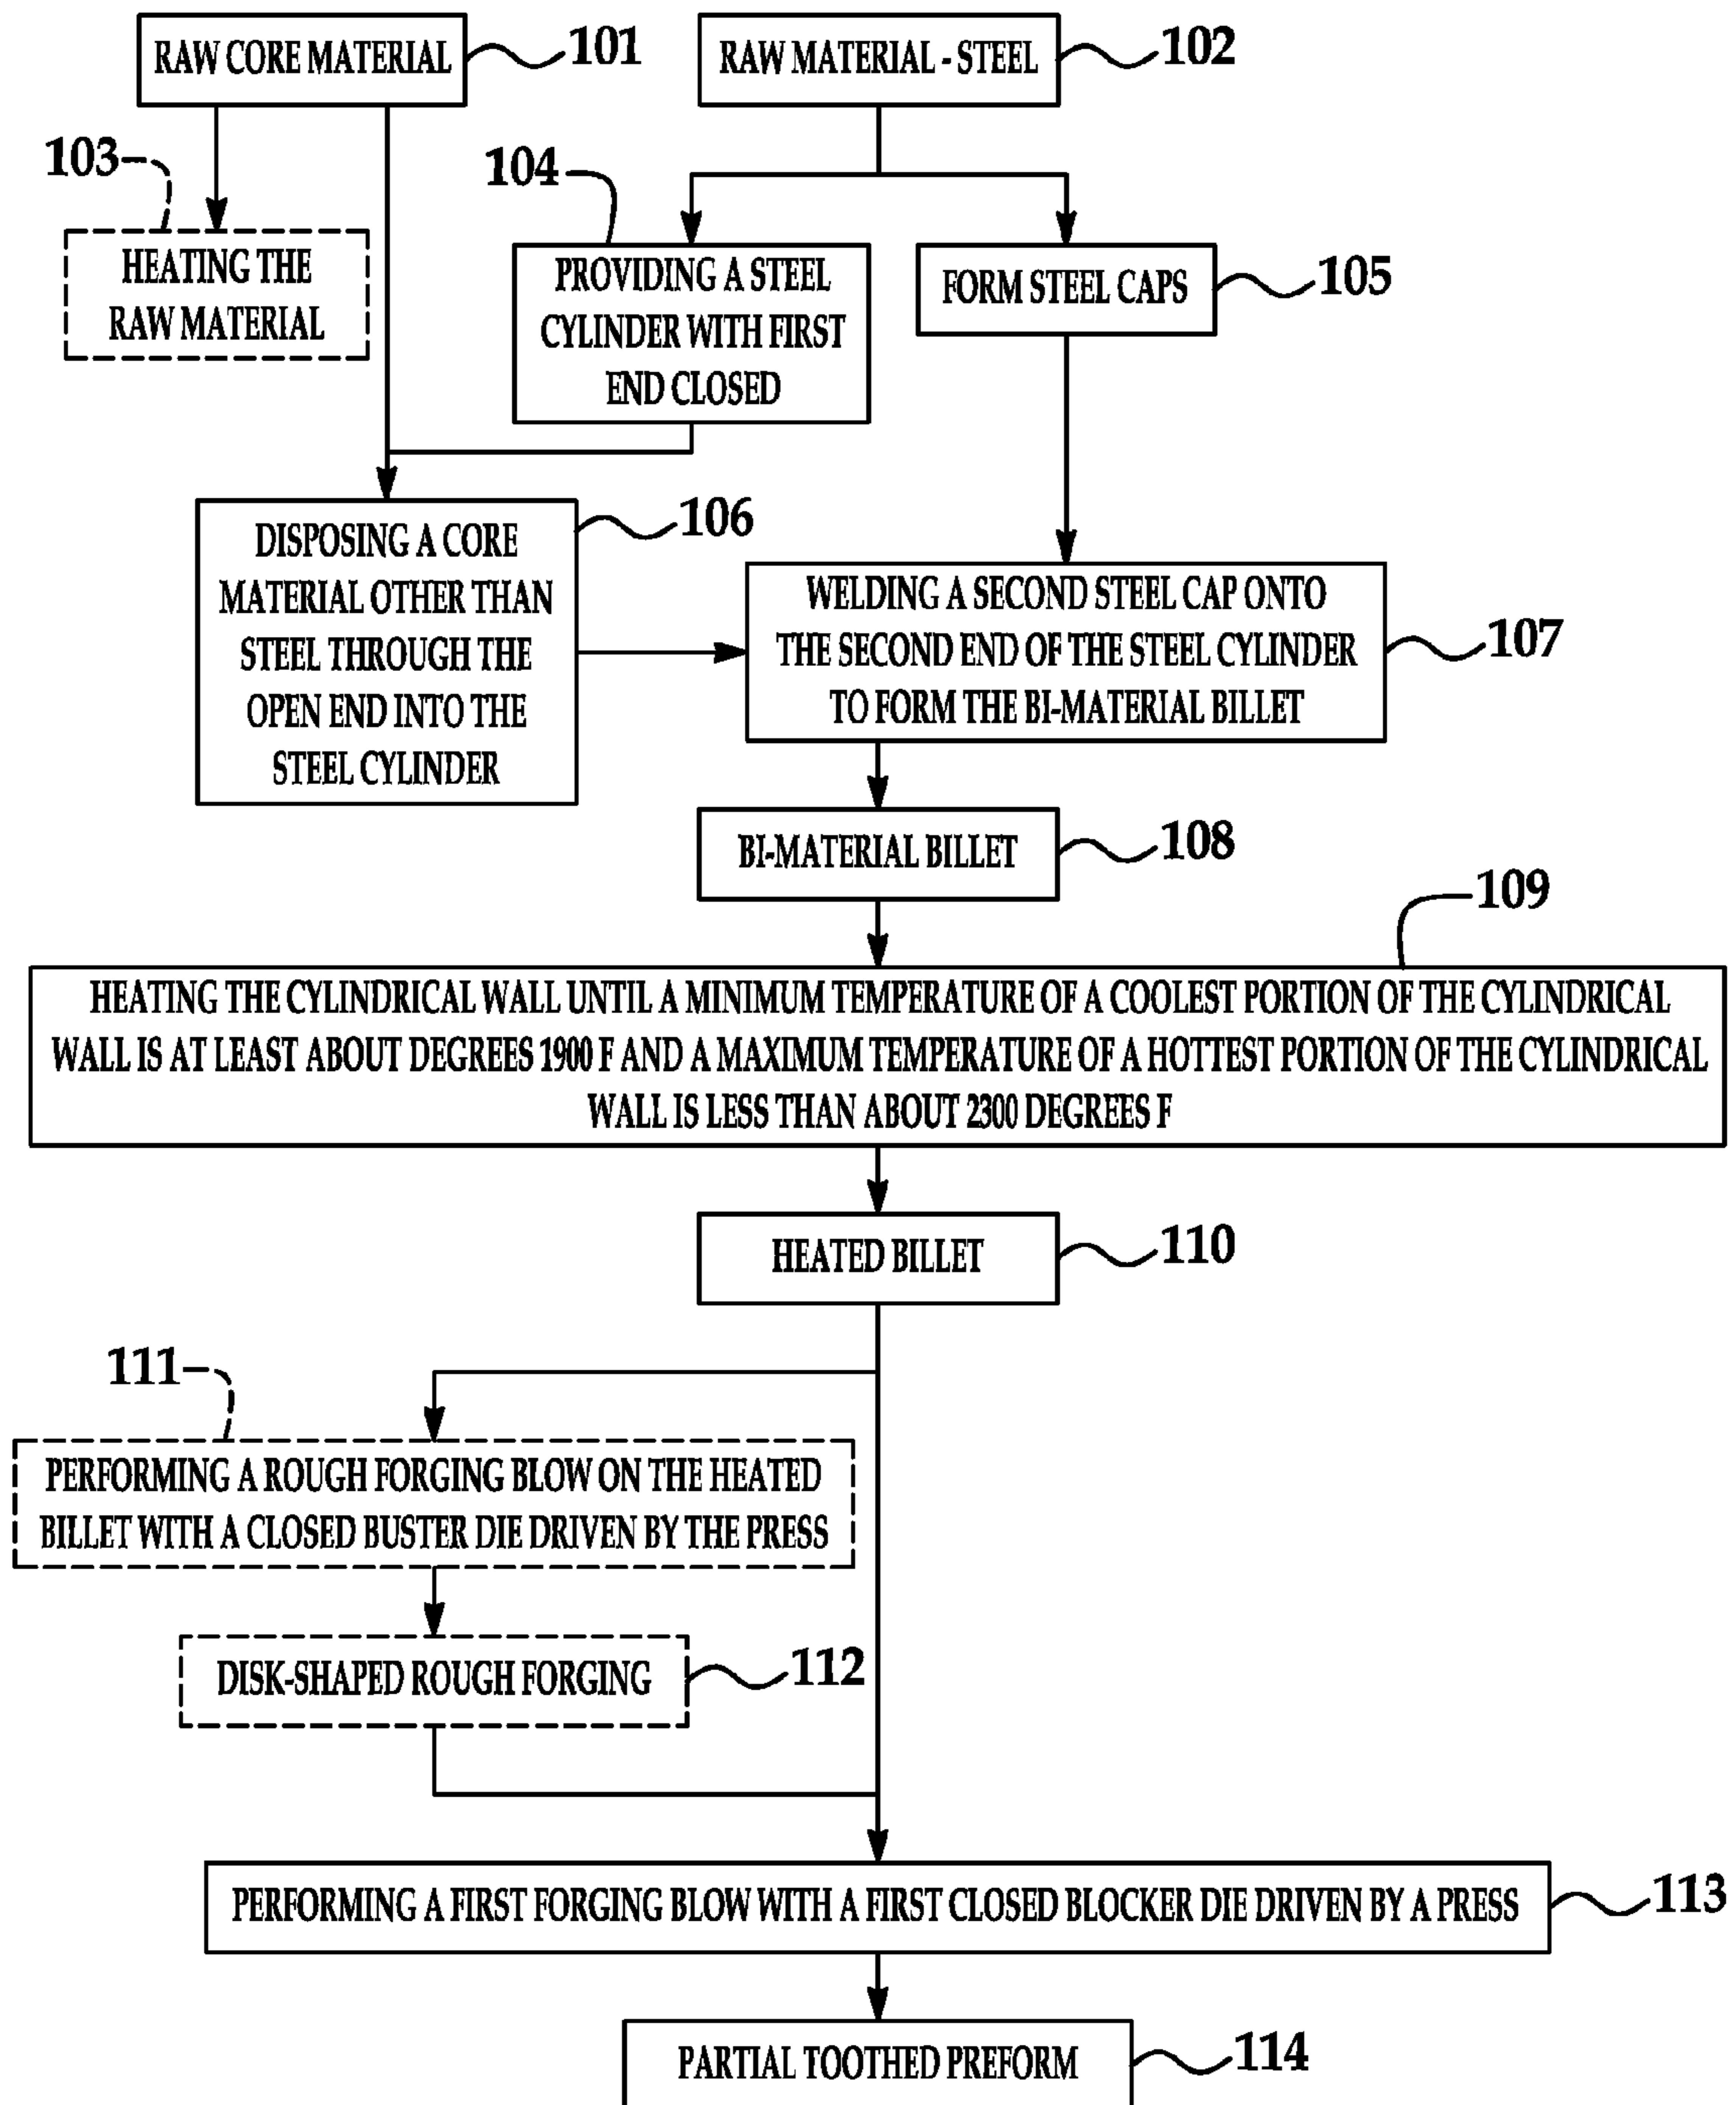 RAW CORE MATERIAL
101
RAW MATERIAL - STEEL
102
103
HEATING THE
RAW MATERIAL
104
PROVIDING A STEEL
CYLINDER WITH FIRST
END CLOSED
FORM STEEL CAPS
105
DISPOSING A CORE
MATERIAL OTHER THAN
STEEL THROUGH THE
OPEN END INTO THE
STEEL CYLINDER
106
WELDING A SECOND STEEL CAP ONTO
THE SECOND END OF THE STEEL CYLINDER
TO FORM THE BI-MATERIAL BILLET
107
BI-MATERIAL BILLET
108
109
HEATING THE CYLINDRICAL WALL UNTIL A MINIMUM TEMPERATURE OF A COOLEST PORTION OF THE CYLINDRICAL
WALL IS AT LEAST ABOUT DEGREES 1900 F AND A MAXIMUM TEMPERATURE OF A HOTTEST PORTION OF THE CYLINDRICAL
WALL IS LESS THAN ABOUT 2300 DEGREES F
HEATED BILLET
110
111
PERFORMING A ROUGH FORGING BLOW ON THE HEATED
BILLET WITH A CLOSED BUSTER DIE DRIVEN BY THE PRESS
DISK-SHAPED ROUGH FORGING
112
PERFORMING A FIRST FORGING BLOW WITH A FIRST CLOSED BLOCKER DIE DRIVEN BY A PRESS
113
PARTIAL TOOTHED PREFORM
114